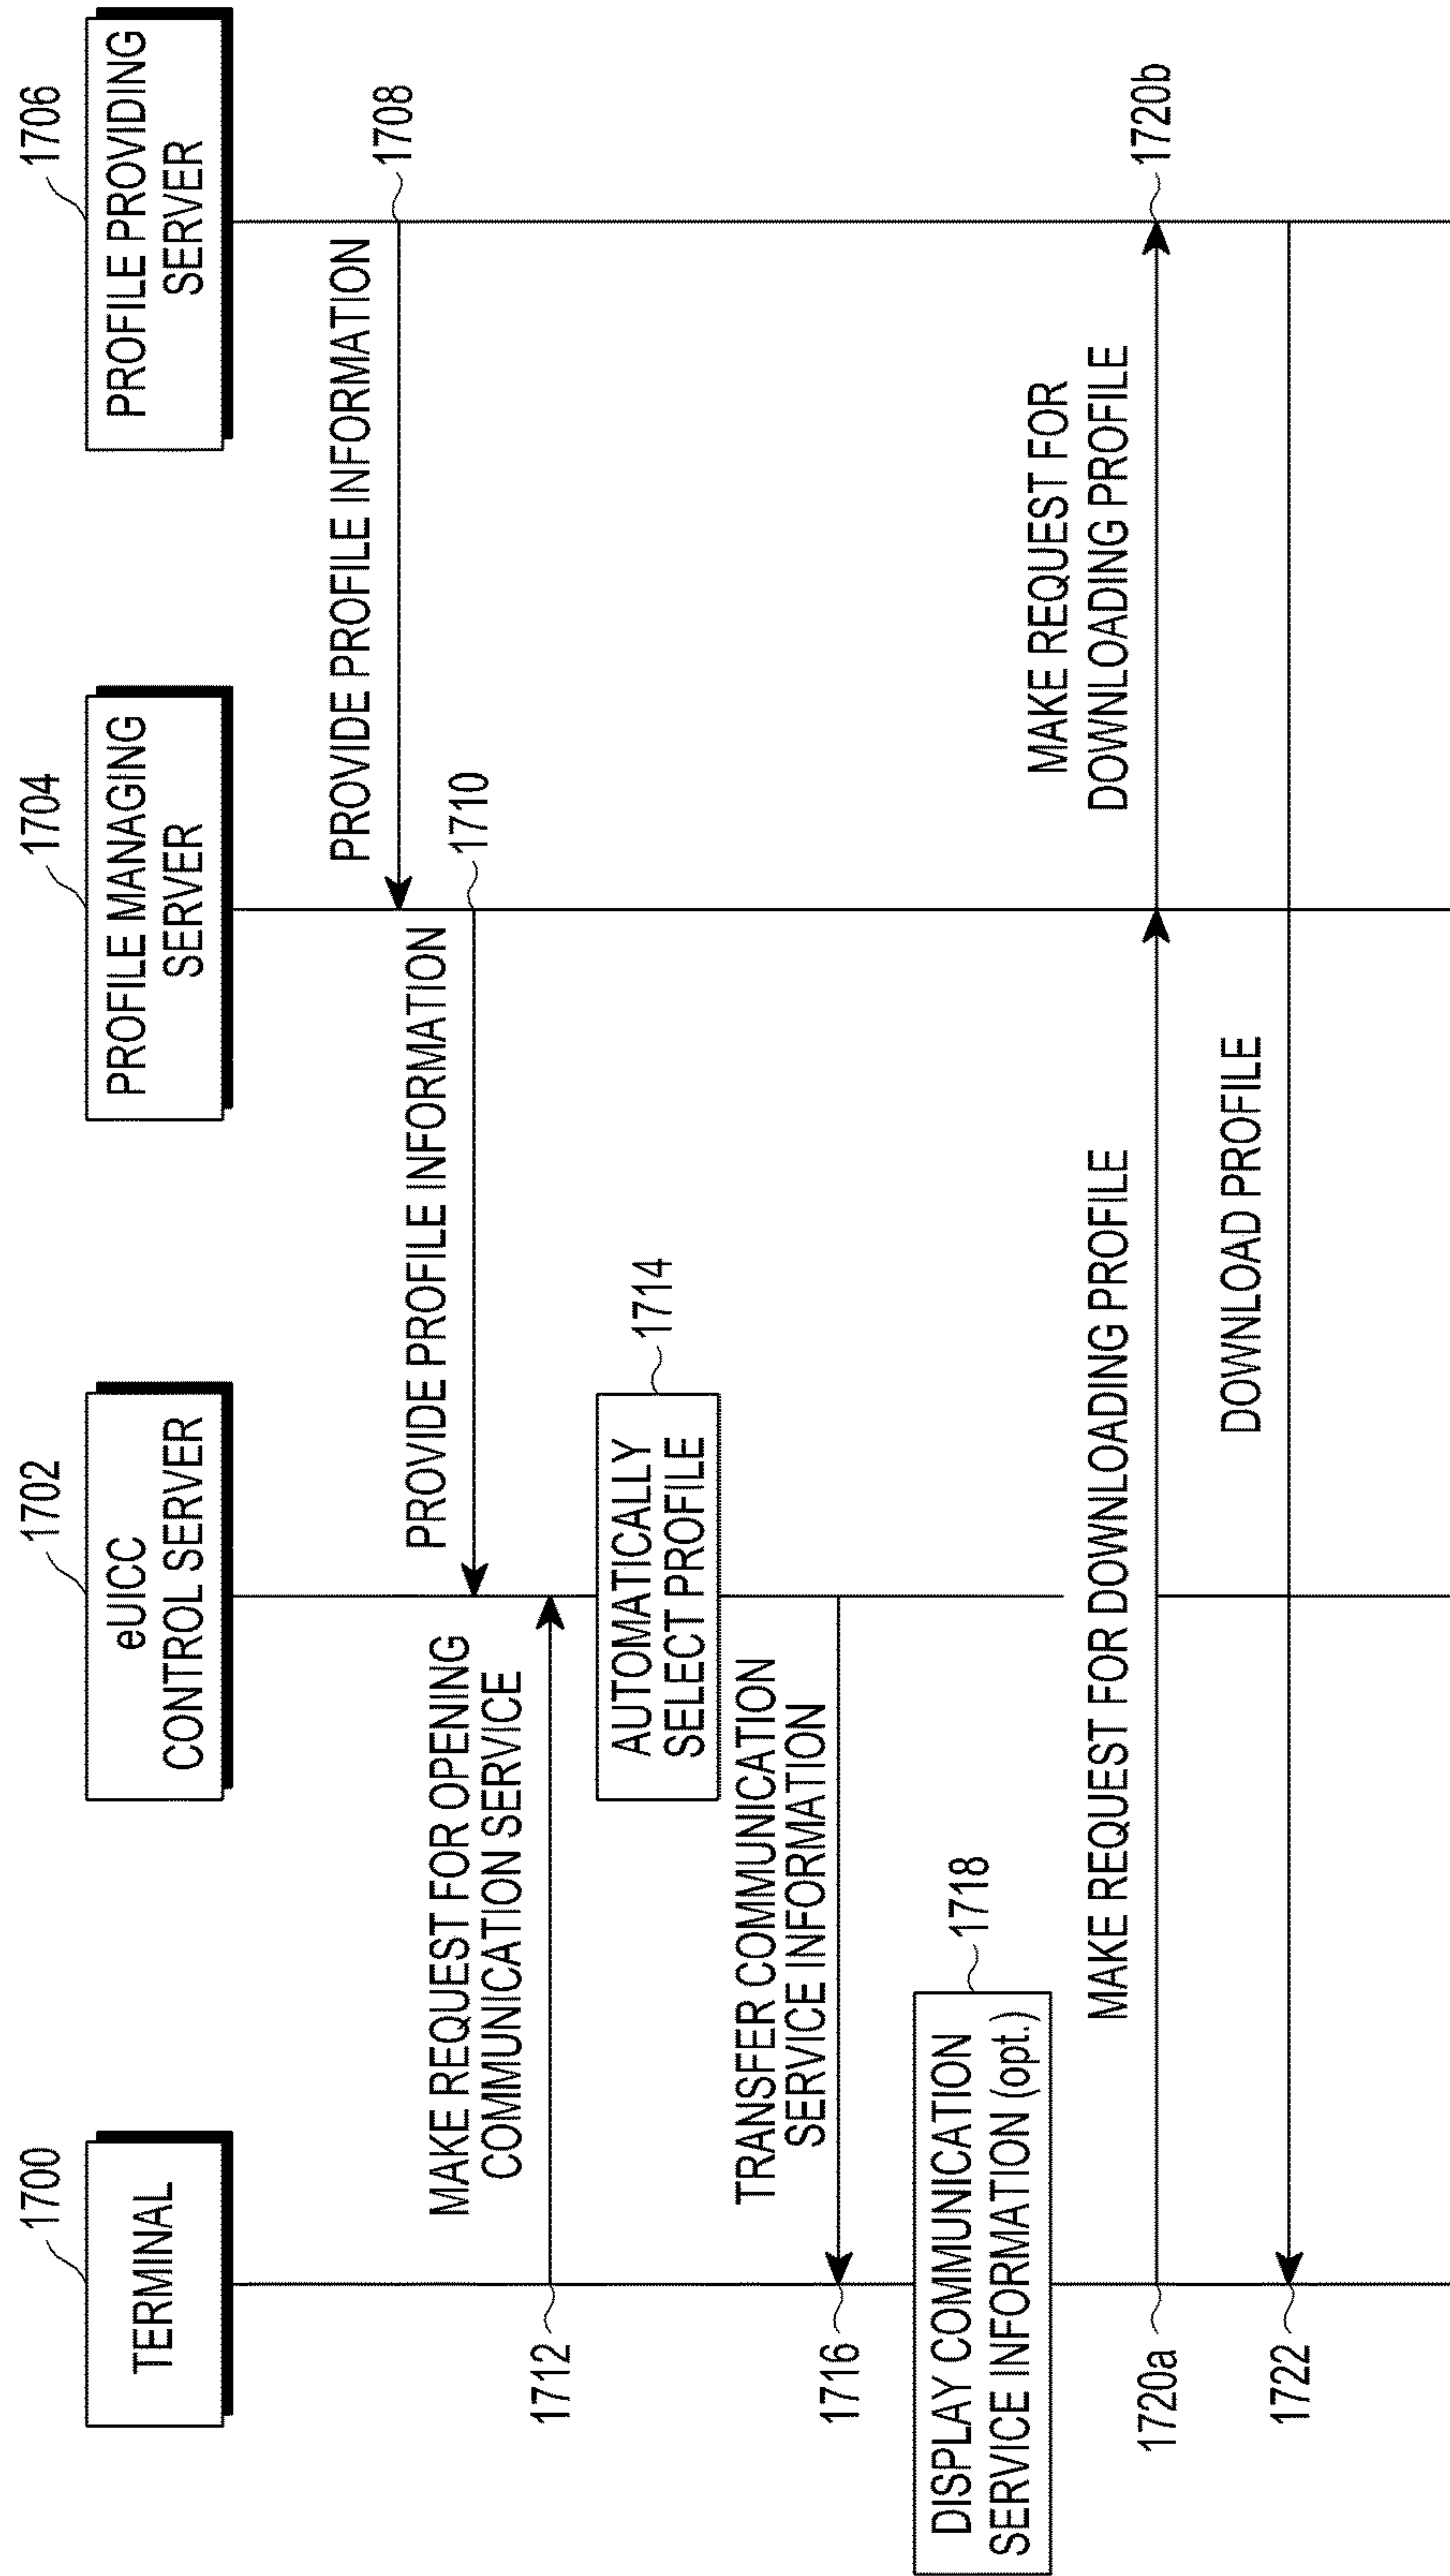 1700
TERMINAL
1702
eUICC
CONTROL SERVER
1704
PROFILE MANAGING
SERVER
1706
PROFILE PROVIDING
SERVER
PROVIDE PROFILE INFORMATION
1708
PROVIDE PROFILE INFORMATION
1710
MAKE REQUEST FOR OPENING
COMMUNICATION SERVICE
1712
AUTOMATICALLY
SELECT PROFILE
1714
TRANSFER COMMUNICATION
SERVICE INFORMATION
1716
DISPLAY COMMUNICATION
SERVICE INFORMATION (opt.)
1718
MAKE REQUEST FOR DOWNLOADING PROFILE
1720a
MAKE REQUEST FOR
DOWNLOADING PROFILE
1720b
DOWNLOAD PROFILE
1722